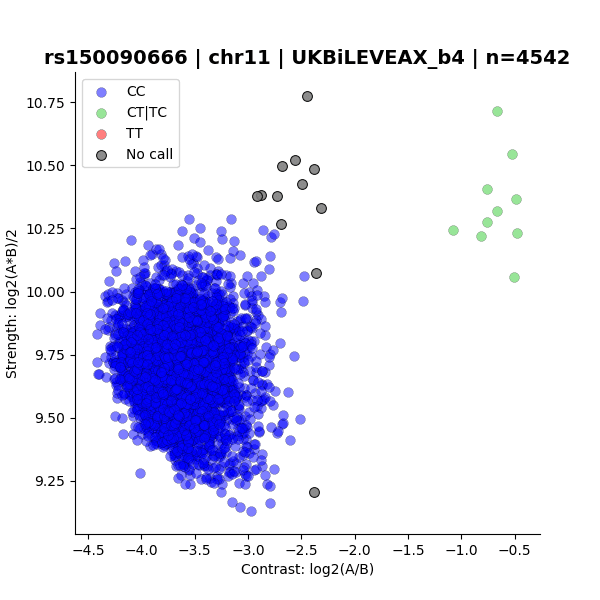 rs150090666 | chr11 | UKBiLEVEAX_b4 | n=4542
CC
CT|TC
TT
No call
10.75
10.50
10.25
10.00
9.75
9.50
9.25
Strength: log2(A*B)/2
−4.5
−4.0
−3.5
−3.0
−2.5
−2.0
−1.5
−1.0
−0.5
Contrast: log2(A/B)